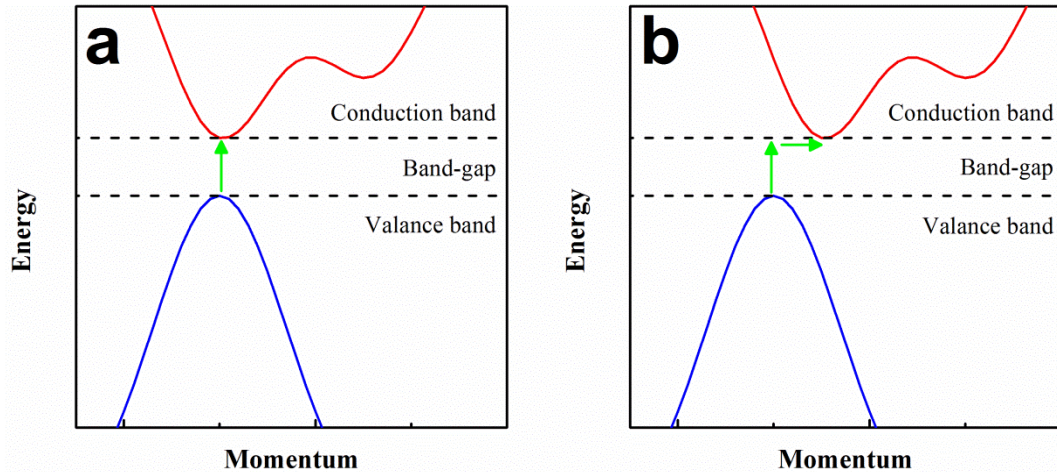 a
Conduction band
Band-gap
Valance band
Energy
Momentum
b
Conduction band
Band-gap
Valance band
Energy
Momentum